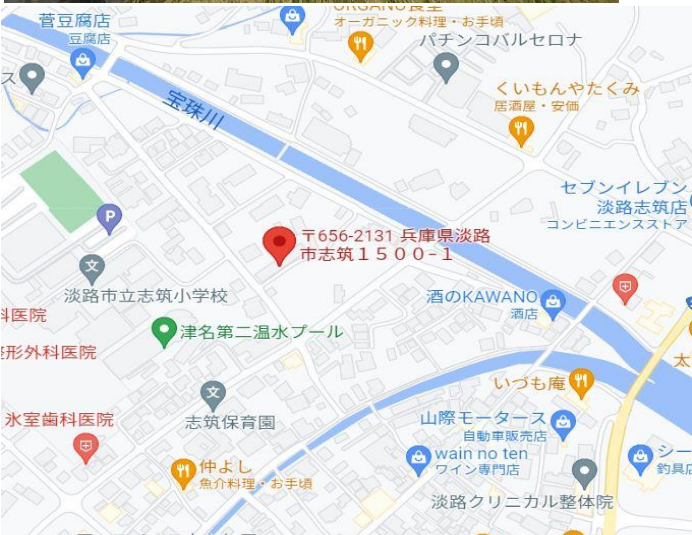 オーガニック料理・お手頃
菅豆腐店
豆腐店
パチンコバルセロナ
ス
くいもんやたくみ
居酒屋・安価
宝珠川
セブンイレブン
淡路志筑店
コンビニエンスストア
P
〒656-2131 兵庫県淡路
市志筑1500-1
文
淡路市立志筑小学校
科医院
酒のKAWANO
酒店
津名第二温水プール
形外科医院
太
いづも庵
文
志筑保育園
氷室歯科医院
山際モータース
自動車販売店
wain no ten
ワイン専門店
シー
釣具店
仲よし
魚介料理・お手頃
淡路クリニカル整体院